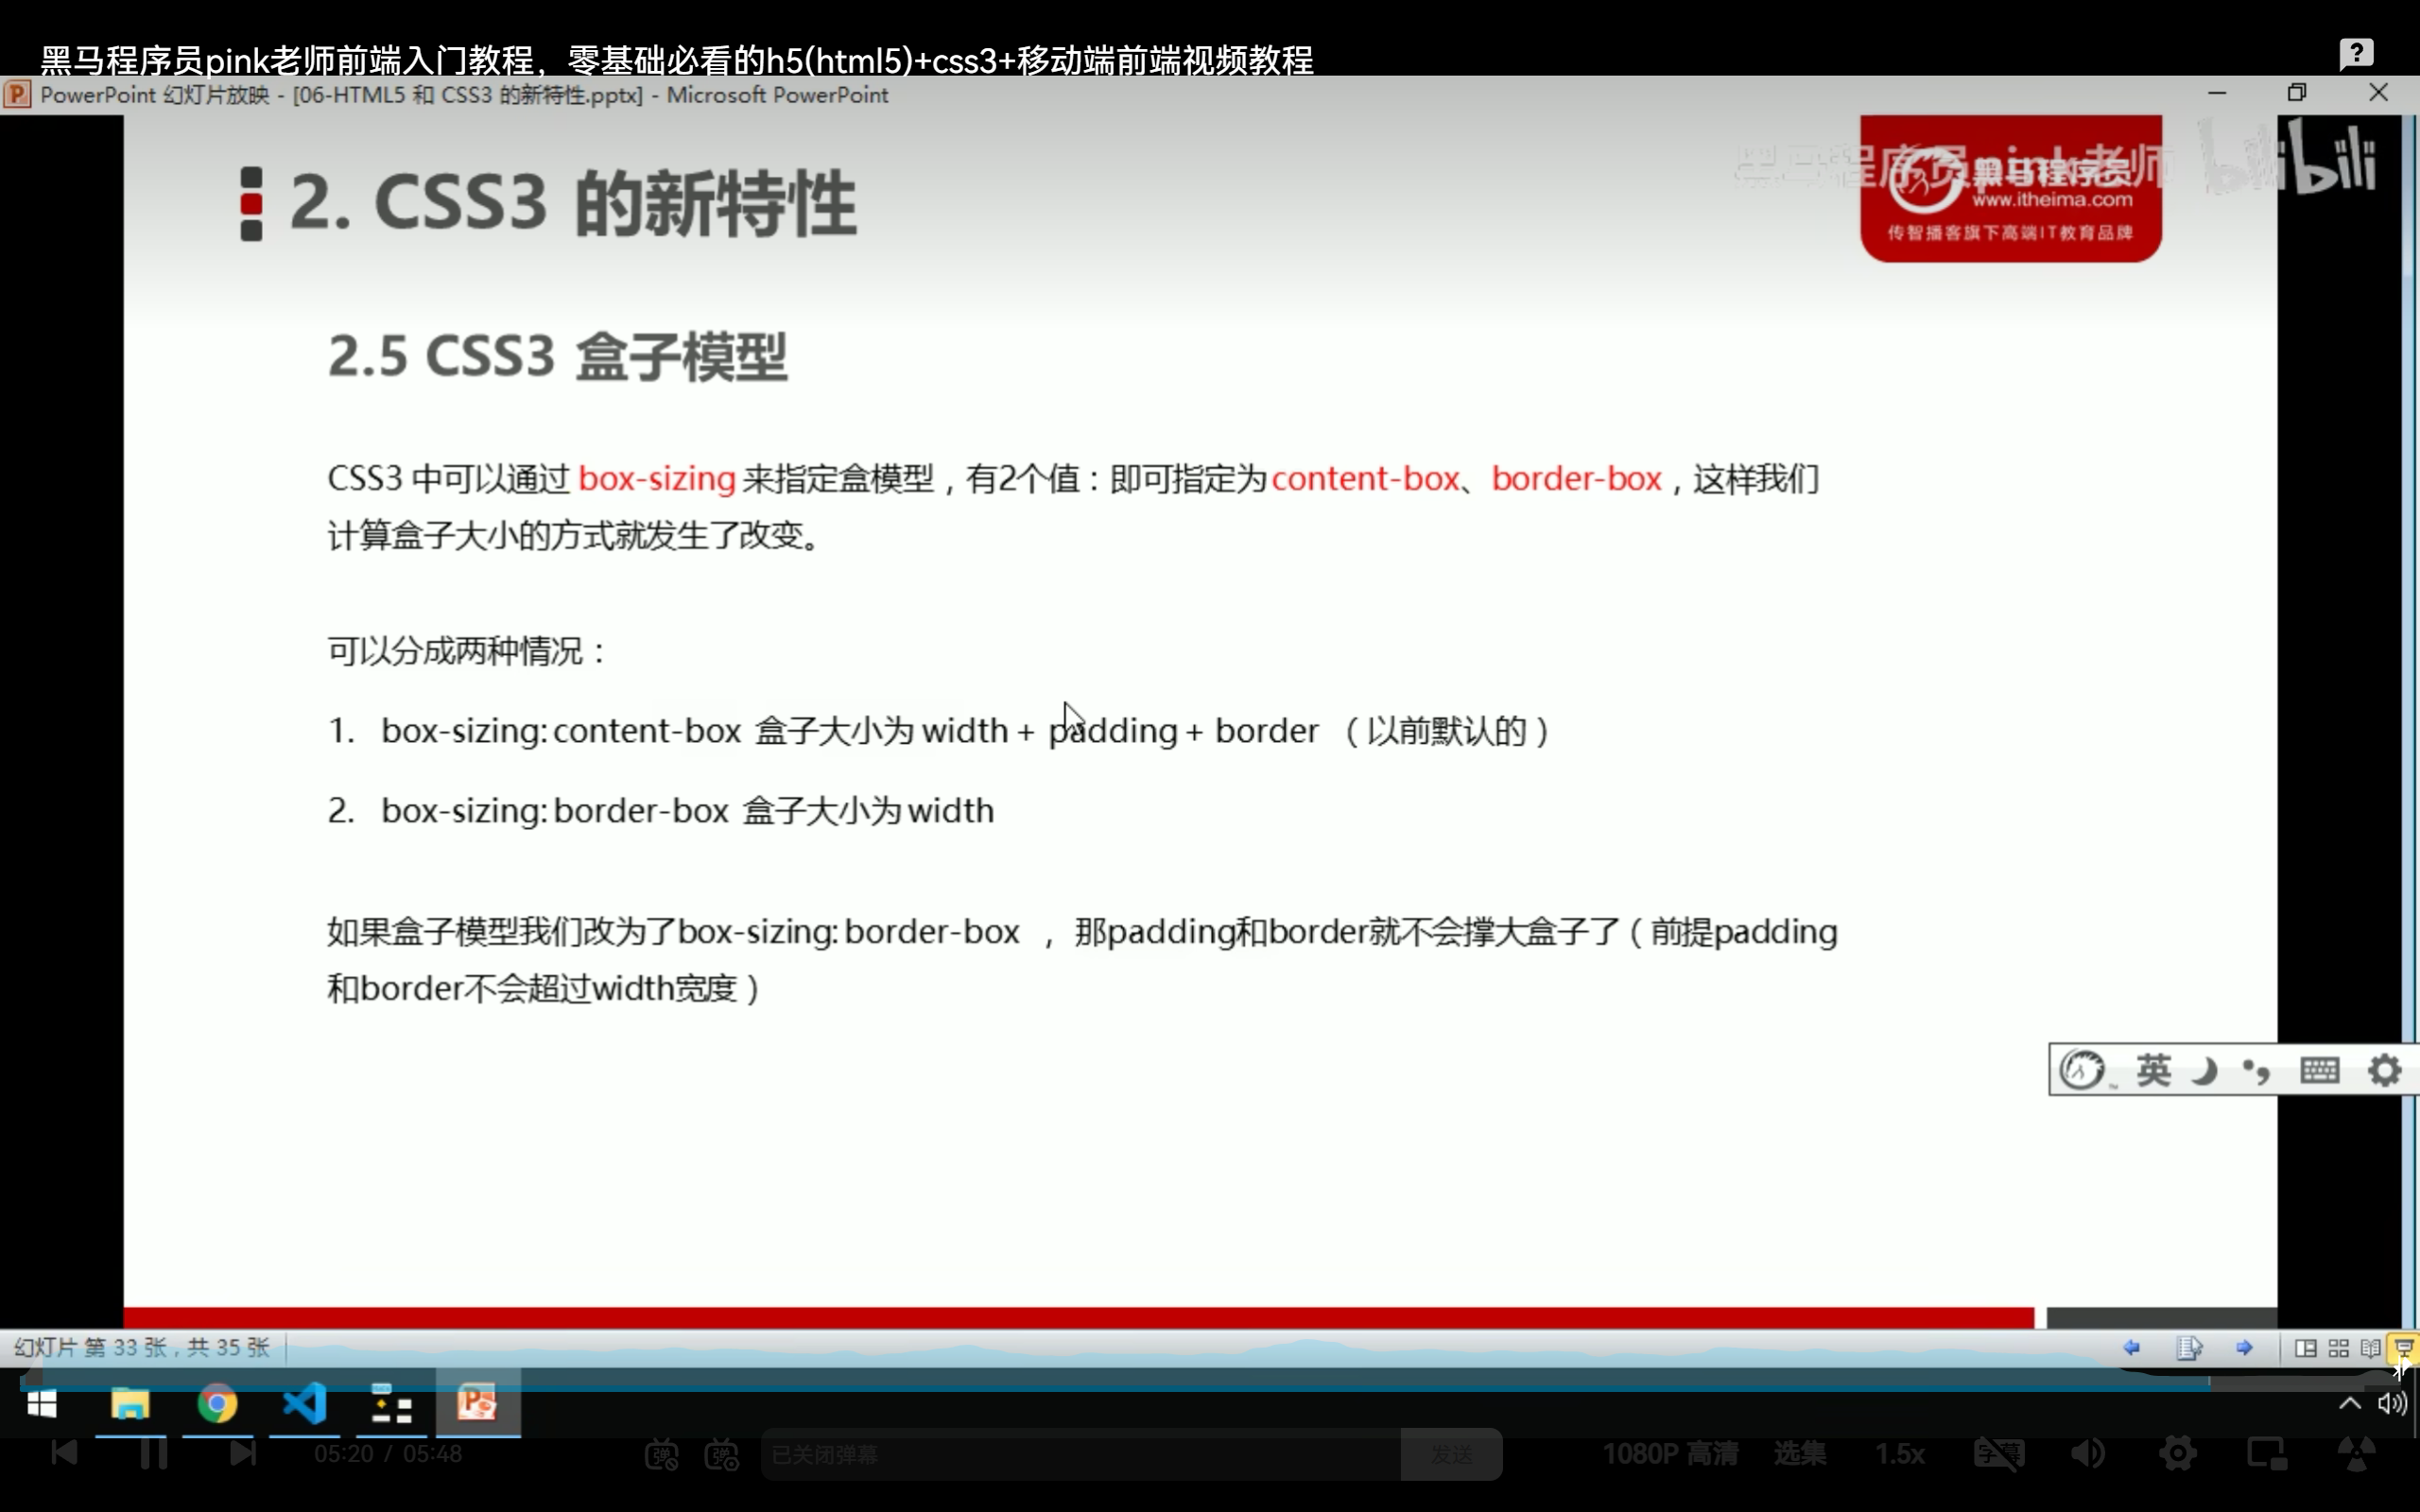 黑马程序员pink老师前端入门教程，零基础必看的h5(html5)+css3+移动端前端视频教程
PowerPoint 幻灯片放映 - [06-HTML5 和 CSS3 的新特性.pptx] - Microsoft PowerPoint
2. CSS3 的新特性
黑马程序员pink老师
bilibili
黑马程序员
www.itheima.com
传智播客旗下高端IT教育品牌
2.5 CSS3 盒子模型
CSS3 中可以通过 box-sizing 来指定盒模型，有2个值：即可指定为content-box、border-box，这样我们
计算盒子大小的方式就发生了改变。
可以分成两种情况：
1. box-sizing: content-box 盒子大小为 width + padding + border （以前默认的）
2. box-sizing: border-box 盒子大小为 width
如果盒子模型我们改为了box-sizing: border-box ， 那padding和border就不会撑大盒子了（前提padding
和border不会超过width宽度）
英
幻灯片 第 33 张，共 35 张
05:20 / 05:48
弹
弹
已关闭弹幕
发送
1080P 高清
选集
1.5x
字幕